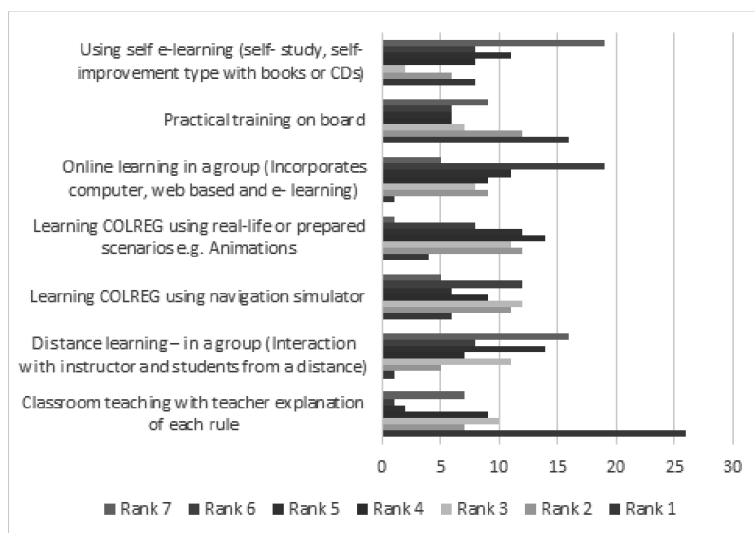 Using self e-learning (self- study, self-
improvement type with books or CDs)
Practical training on board
Online learning in a group (Incorporates
computer, web based and e- learning)
Learning COLREG using real-life or prepared
scenarios e.g. Animations
Learning COLREG using navigation simulator
Distance learning – in a group (Interaction
with instructor and students from a distance)
Classroom teaching with teacher explanation
of each rule
0 5 10 15 20 25 30
Rank 7 Rank 6 Rank 5 Rank 4 Rank 3 Rank 2 Rank 1